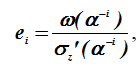 e_i = ω(α^{-i}) / σ_z'(α^{-i}),